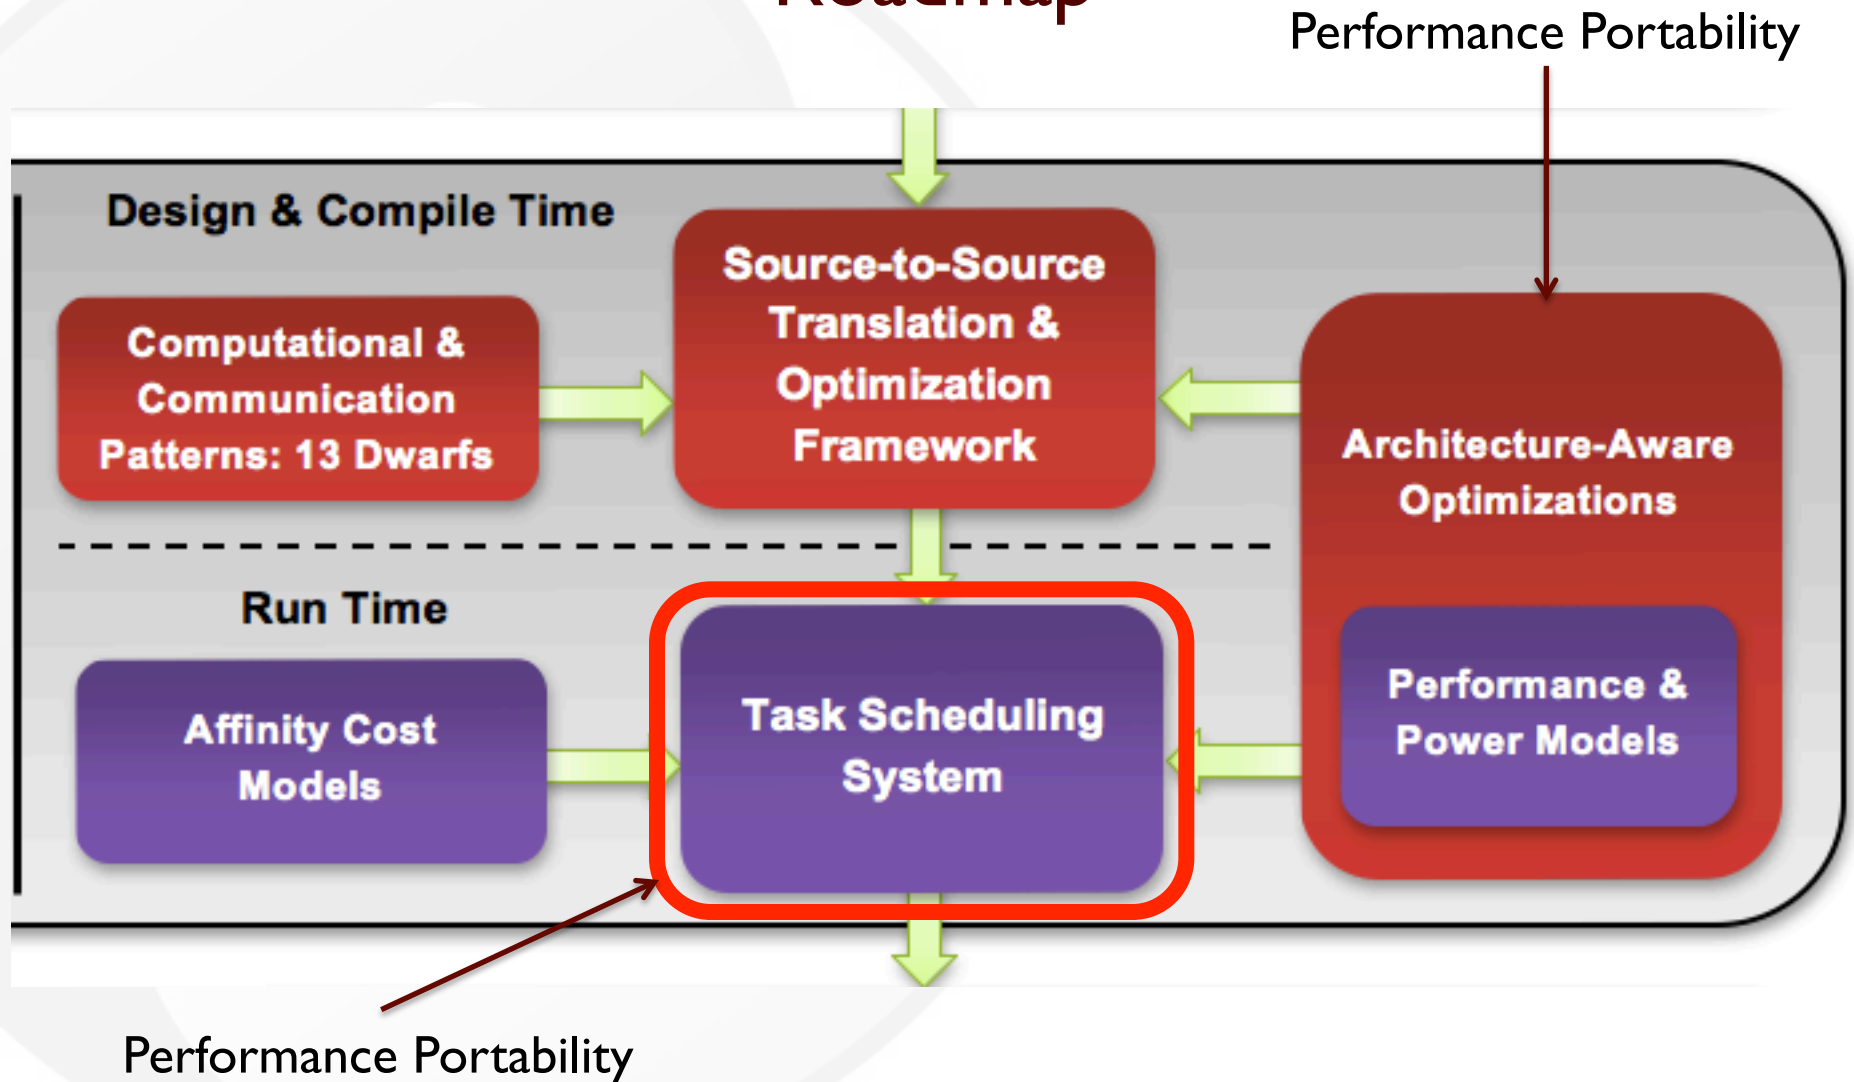 Roadmap
Performance Portability
Design & Compile Time
Computational &
Communication
Patterns: 13 Dwarfs
Source-to-Source
Translation &
Optimization
Framework
Architecture-Aware
Optimizations
Run Time
Affinity Cost
Models
Task Scheduling
System
Performance &
Power Models
Performance Portability